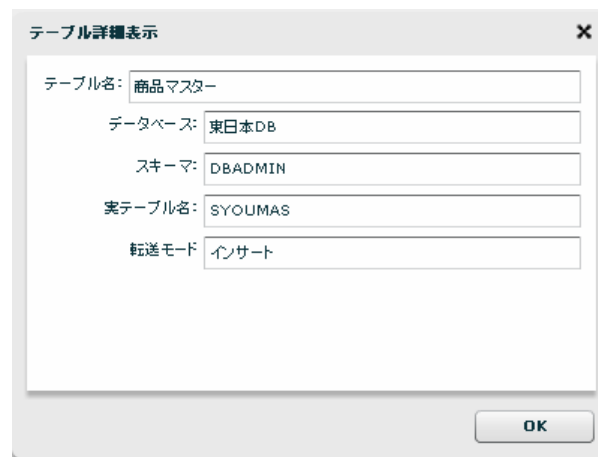 テーブル詳細表示
テーブル名: 商品マスター
データベース: 東日本DB
スキーマ: DBADMIN
実テーブル名: SYOUMAS
転送モード インサート
OK